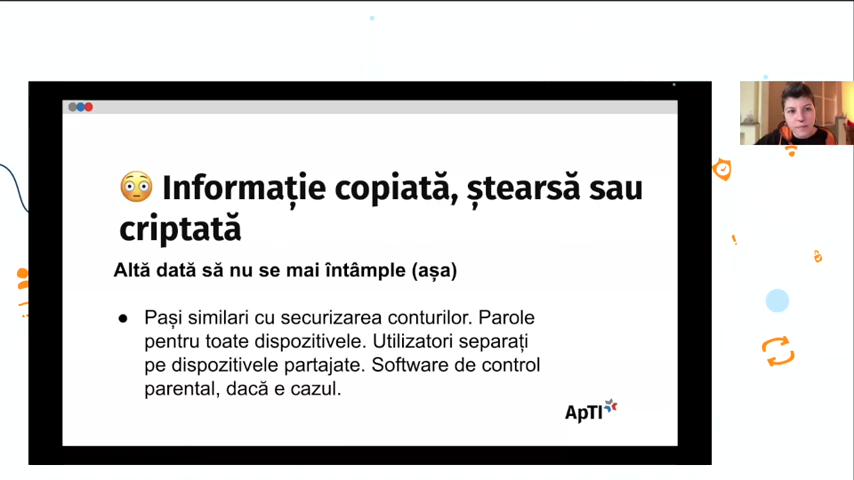 😳 Informație copiată, ștearsă sau
criptată
Altă dată să nu se mai întâmple (așa)
● Pași similari cu securizarea conturilor. Parole
pentru toate dispozitivele. Utilizatori separați
pe dispozitivele partajate. Software de control
parental, dacă e cazul.
ApTI